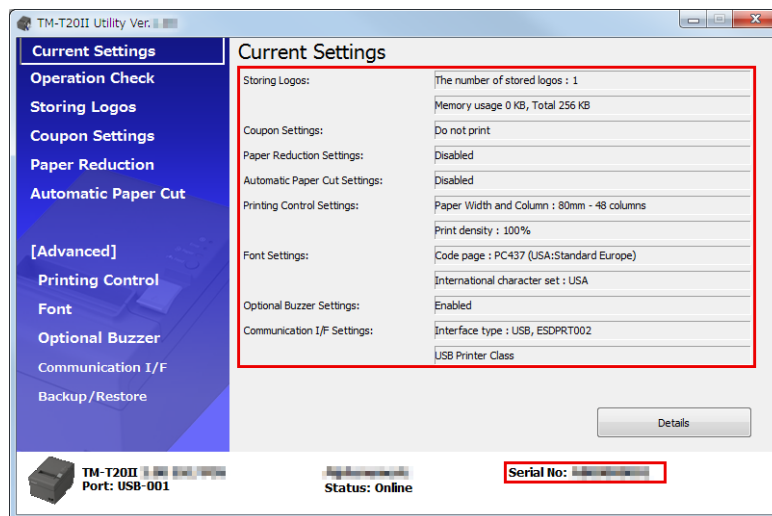 TM-T20II Utility Ver.
Current Settings
Operation Check
Storing Logos
Coupon Settings
Paper Reduction
Automatic Paper Cut
[Advanced]
Printing Control
Font
Optional Buzzer
Communication I/F
Backup/Restore
Current Settings
Storing Logos: The number of stored logos : 1
Memory usage 0 KB, Total 256 KB
Coupon Settings: Do not print
Paper Reduction Settings: Disabled
Automatic Paper Cut Settings: Disabled
Printing Control Settings: Paper Width and Column : 80mm - 48 columns
Print density : 100%
Font Settings: Code page : PC437 (USA:Standard Europe)
International character set : USA
Optional Buzzer Settings: Enabled
Communication I/F Settings: Interface type : USB, ESDPRT002
USB Printer Class
Details
TM-T20II
Port: USB-001
Status: Online
Serial No: